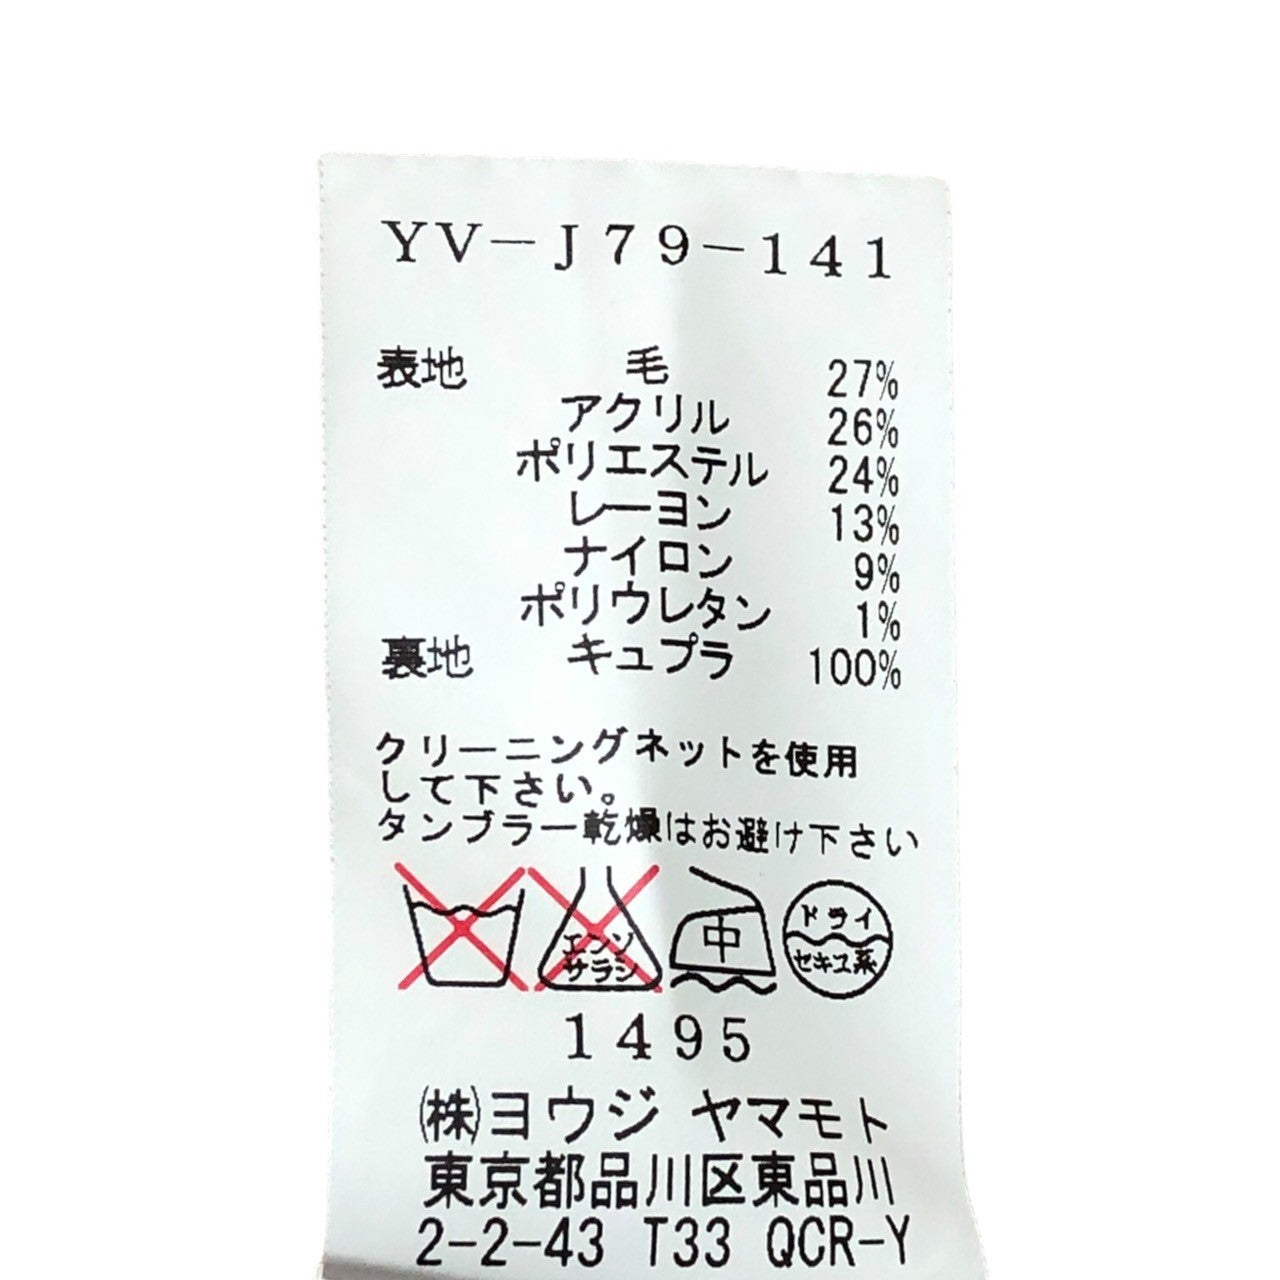 YV-J79-141
表地 毛 27%
アクリル 26%
ポリエステル 24%
レーヨン 13%
ナイロン 9%
ポリウレタン 1%
裏地 キュプラ 100%
クリーニングネットを使用
して下さい。
タンブラー乾燥はお避け下さい
エンソ
サラシ
中
ドライ
セキユ系
1495
(株)ヨウジ ヤマモト
東京都品川区東品川
2-2-43 T33 QCR-Y